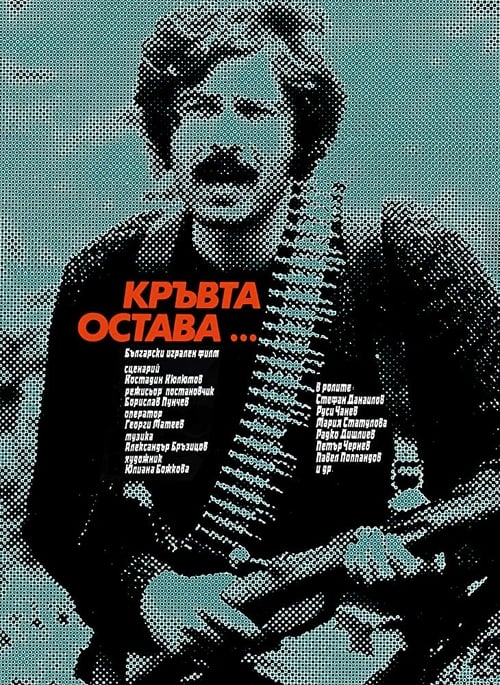 КРЪВТА
ОСТАВА ...
Български игрален филм
сценарий
Костадин Кюлюмов
режисьор постановчик
Борислав Пунчев
оператор
Георги Матеев
музика
Александър Бръзицов
художник
Юлиана Божкова
в ролите
Стефан Данаилов
Руси Чанев
Мария Статулова
Радко Дишлиев
Петър Чернев
Павел Поппандов
и др.